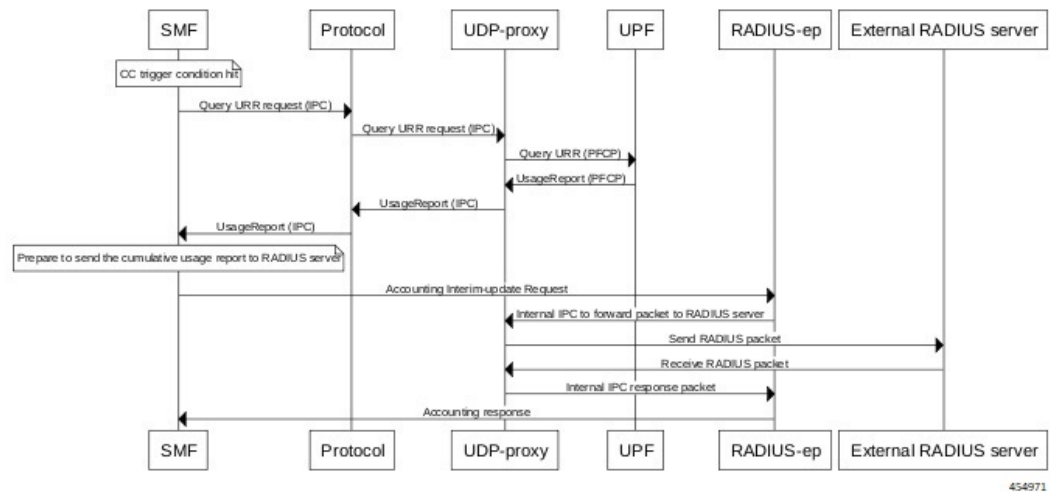 SMF Protocol UDP-proxy UPF RADIUS-ep External RADIUS server
CC trigger condition hit
Query URR request (IPC)
Query URR request (IPC)
Query URR (PFCP)
UsageReport (PFCP)
UsageReport (IPC)
UsageReport (IPC)
Prepare to send the cumulative usage report to RADIUS server
Accounting Interim-update Request
Internal IPC to forward packet to RADIUS server
Send RADIUS packet
Receive RADIUS packet
Internal IPC response packet
Accounting response
SMF Protocol UDP-proxy UPF RADIUS-ep External RADIUS server
454971